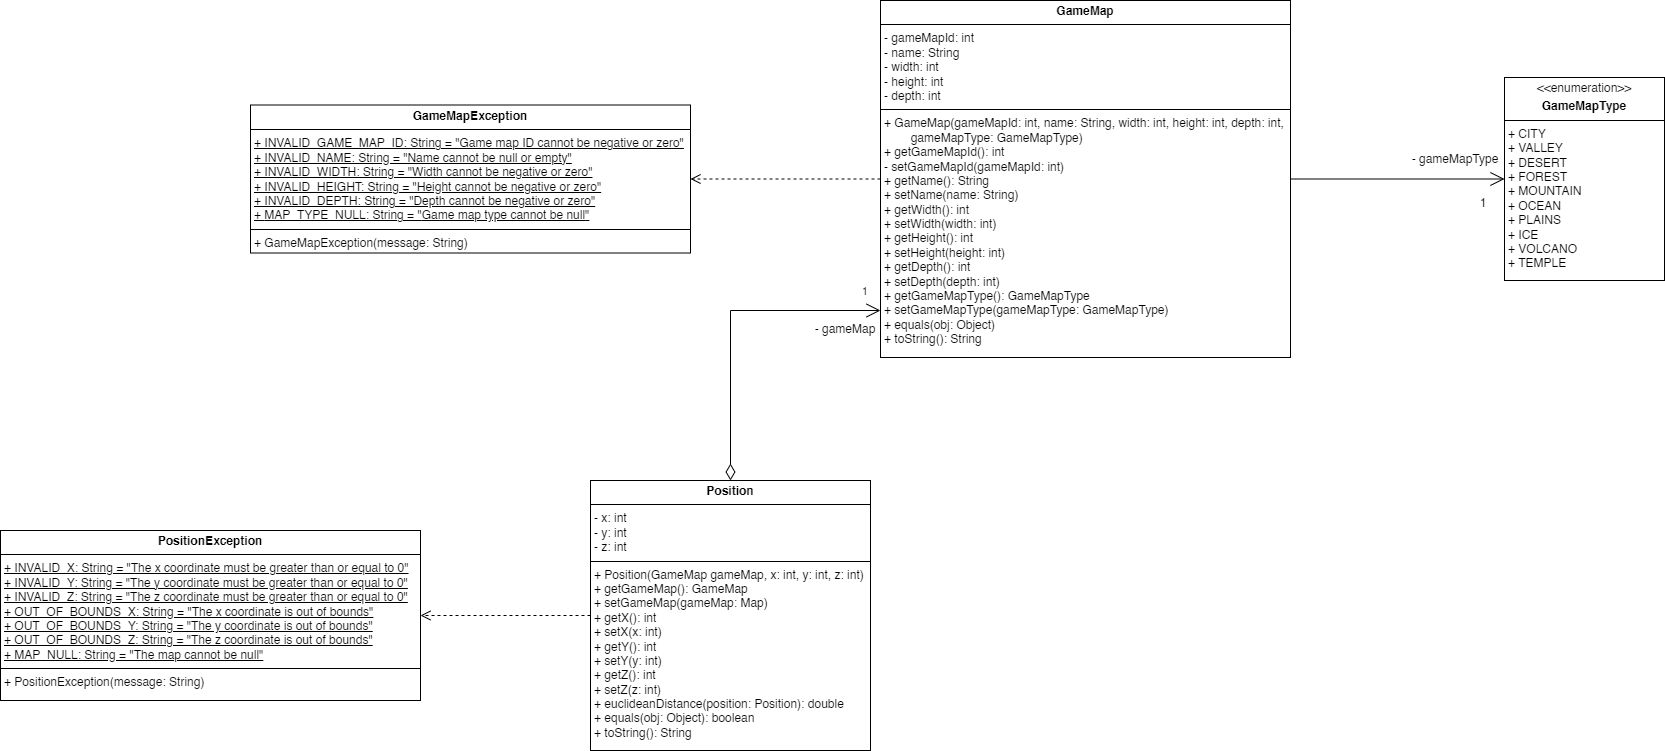 GameMap
- gameMapId: int
- name: String
- width: int
- height: int
- depth: int
+ GameMap(gameMapId: int, name: String, width: int, height: int, depth: int,
gameMapType: GameMapType)
+ getGameMapId(): int
- setGameMapId(gameMapId: int)
+ getName(): String
+ setName(name: String)
+ getWidth(): int
+ setWidth(width: int)
+ getHeight(): int
+ setHeight(height: int)
+ getDepth(): int
+ setDepth(depth: int)
+ getGameMapType(): GameMapType
+ setGameMapType(gameMapType: GameMapType)
+ equals(obj: Object)
+ toString(): String
<<enumeration>>
GameMapType
+ CITY
+ VALLEY
+ DESERT
+ FOREST
+ MOUNTAIN
+ OCEAN
+ PLAINS
+ ICE
+ VOLCANO
+ TEMPLE
- gameMapType
1
GameMapException
+ INVALID_GAME_MAP_ID: String = "Game map ID cannot be negative or zero"
+ INVALID_NAME: String = "Name cannot be null or empty"
+ INVALID_WIDTH: String = "Width cannot be negative or zero"
+ INVALID_HEIGHT: String = "Height cannot be negative or zero"
+ INVALID_DEPTH: String = "Depth cannot be negative or zero"
+ MAP_TYPE_NULL: String = "Game map type cannot be null"
+ GameMapException(message: String)
1
- gameMap
Position
- x: int
- y: int
- z: int
+ Position(GameMap gameMap, x: int, y: int, z: int)
+ getGameMap(): GameMap
+ setGameMap(gameMap: Map)
+ getX(): int
+ setX(x: int)
+ getY(): int
+ setY(y: int)
+ getZ(): int
+ setZ(z: int)
+ euclideanDistance(position: Position): double
+ equals(obj: Object): boolean
+ toString(): String
PositionException
+ INVALID_X: String = "The x coordinate must be greater than or equal to 0"
+ INVALID_Y: String = "The y coordinate must be greater than or equal to 0"
+ INVALID_Z: String = "The z coordinate must be greater than or equal to 0"
+ OUT_OF_BOUNDS_X: String = "The x coordinate is out of bounds"
+ OUT_OF_BOUNDS_Y: String = "The y coordinate is out of bounds"
+ OUT_OF_BOUNDS_Z: String = "The z coordinate is out of bounds"
+ MAP_NULL: String = "The map cannot be null"
+ PositionException(message: String)